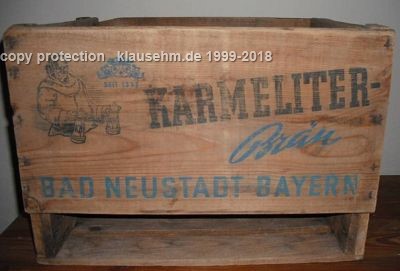 copy protection klausehm.de 1999-2018
KARMELITER-
Bräu
BAD NEUSTADT-BAYERN